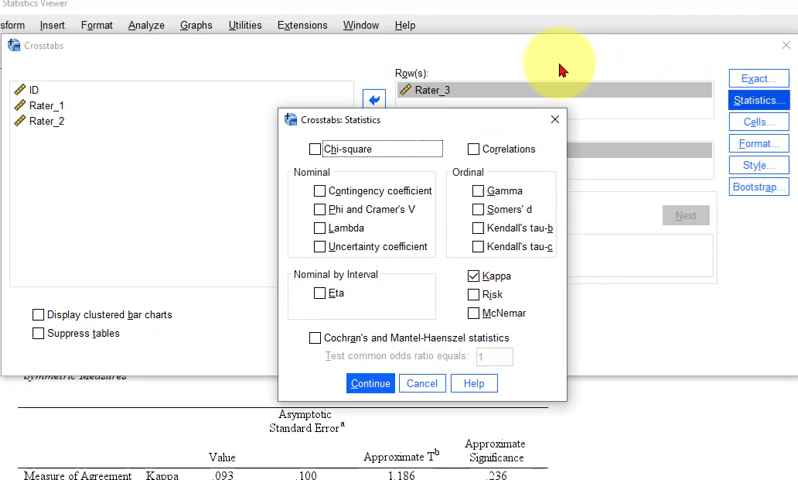 Statistics Viewer
sform Insert Format Analyze Graphs Utilities Extensions Window Help
Crosstabs
Row(s):
ID
Rater_1
Rater_2
Rater_3
Exact...
Statistics...
Cells...
Format...
Style...
Bootstrap...
Next
Display clustered bar charts
Suppress tables
Crosstabs: Statistics
Chi-square
Correlations
Nominal
Contingency coefficient
Phi and Cramer's V
Lambda
Uncertainty coefficient
Ordinal
Gamma
Somers' d
Kendall's tau-b
Kendall's tau-c
Nominal by Interval
Eta
Kappa
Risk
McNemar
Cochran's and Mantel-Haenszel statistics
Test common odds ratio equals: 1
Continue Cancel Help
Symmetric Measures
Value
Asymptotic
Standard Errorᵃ
Approximate Tᵇ
Approximate
Significance
Measure of Agreement Kappa .093 .100 1.186 .236